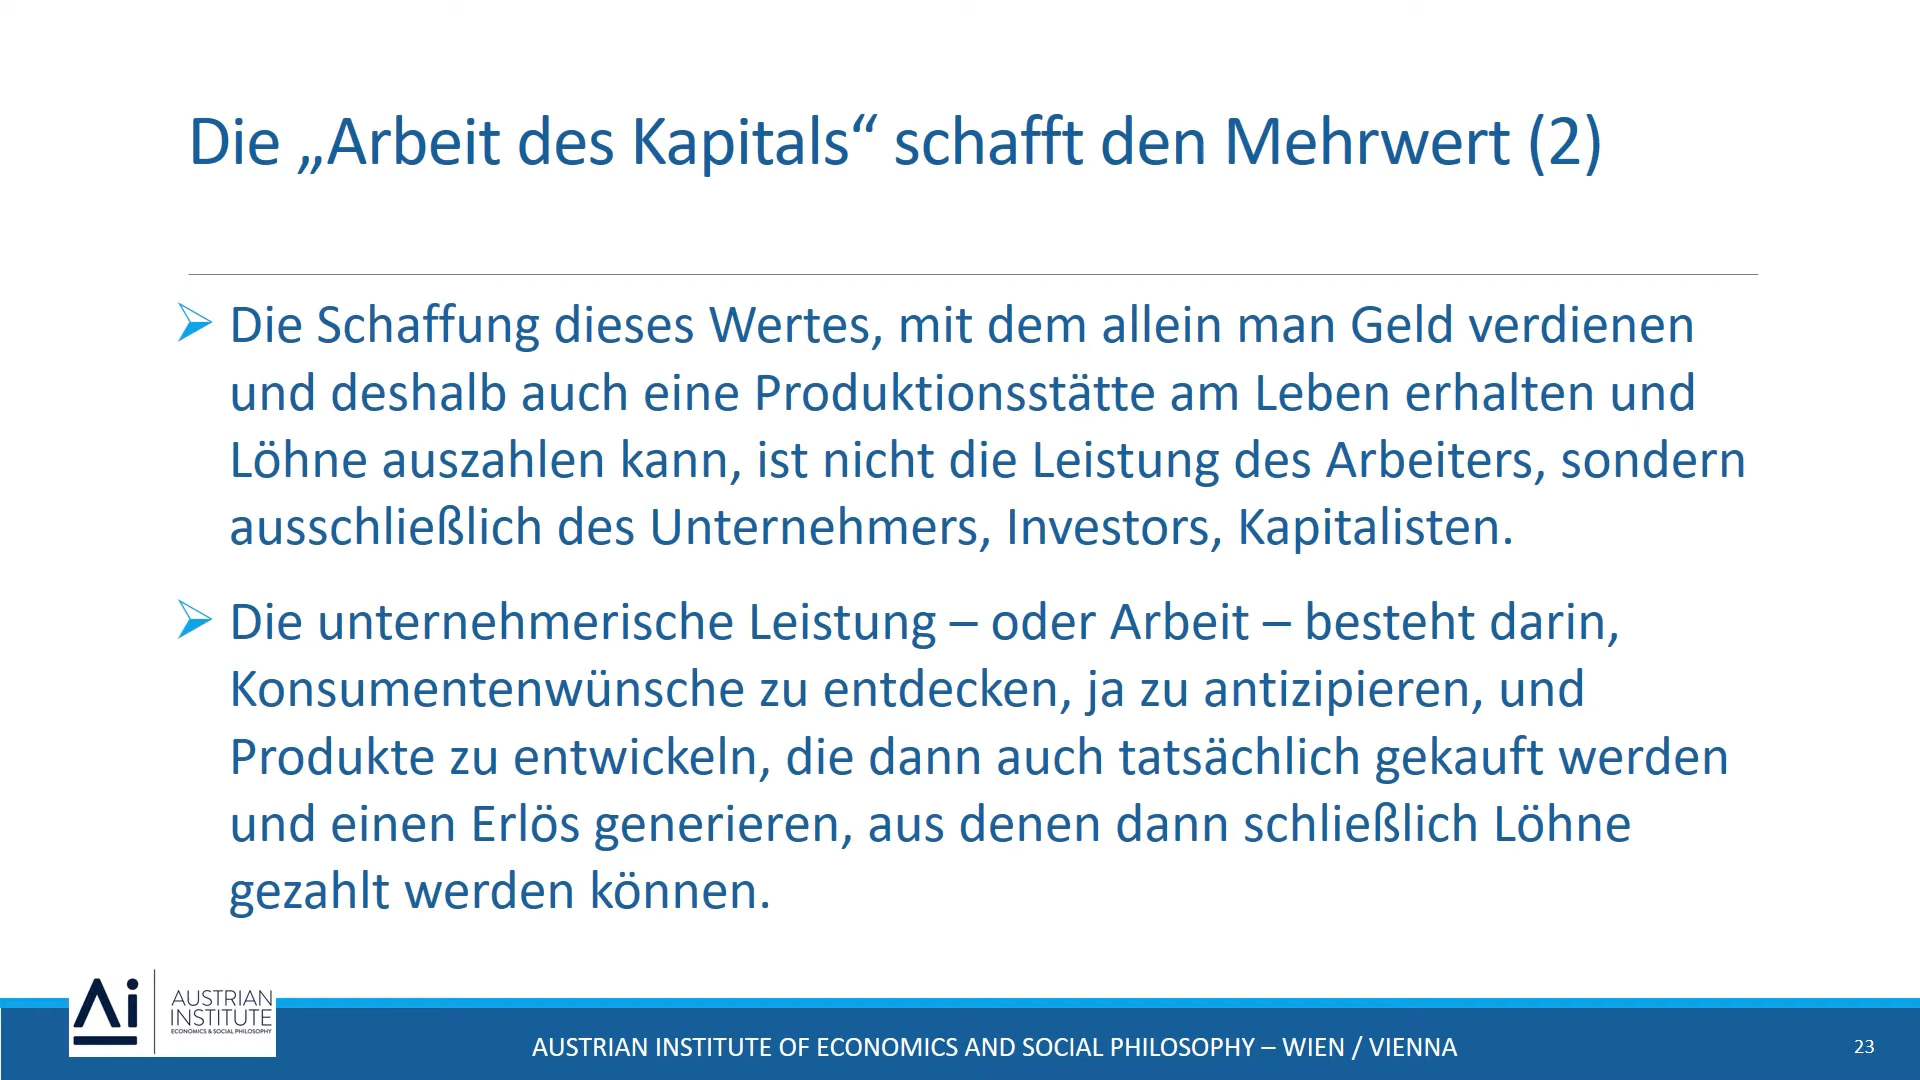 Die „Arbeit des Kapitals“ schafft den Mehrwert (2)
Die Schaffung dieses Wertes, mit dem allein man Geld verdienen
und deshalb auch eine Produktionsstätte am Leben erhalten und
Löhne auszahlen kann, ist nicht die Leistung des Arbeiters, sondern
ausschließlich des Unternehmers, Investors, Kapitalisten.
Die unternehmerische Leistung – oder Arbeit – besteht darin,
Konsumentenwünsche zu entdecken, ja zu antizipieren, und
Produkte zu entwickeln, die dann auch tatsächlich gekauft werden
und einen Erlös generieren, aus denen dann schließlich Löhne
gezahlt werden können.
Ai
AUSTRIAN
INSTITUTE
ECONOMICS & SOCIAL PHILOSOPHY
AUSTRIAN INSTITUTE OF ECONOMICS AND SOCIAL PHILOSOPHY – WIEN / VIENNA
23